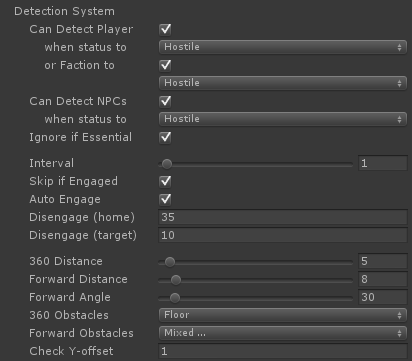 Detection System
Can Detect Player
when status to Hostile
or Faction to
Hostile
Can Detect NPCs
when status to Hostile
Ignore if Essential
Interval 1
Skip if Engaged
Auto Engage
Disengage (home) 35
Disengage (target) 10
360 Distance 5
Forward Distance 8
Forward Angle 30
360 Obstacles Floor
Forward Obstacles Mixed ...
Check Y-offset 1